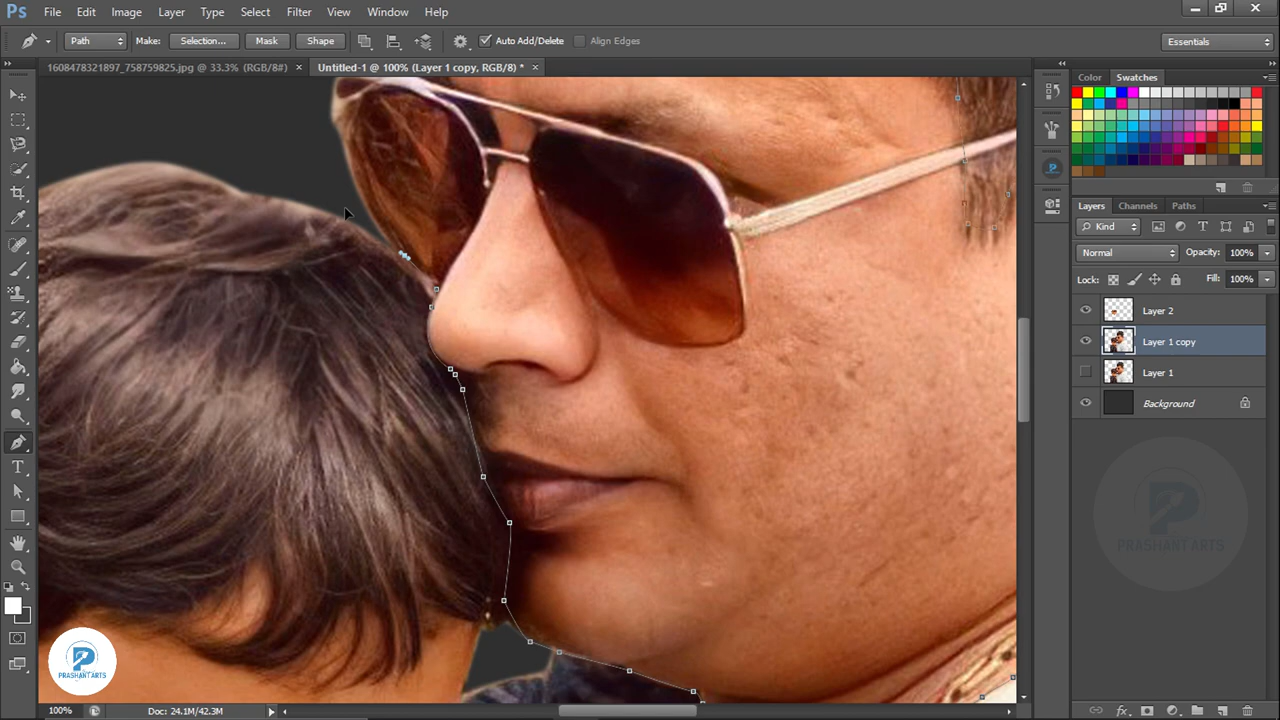 Ps File Edit Image Layer Type Select Filter View Window Help
Path Make: Selection... Mask Shape Auto Add/Delete Align Edges Essentials
1608478321897_758759825.jpg @ 33.3% (RGB/8#) × Untitled-1 @ 100% (Layer 1 copy, RGB/8) * ×
Color Swatches
Layers Channels Paths
Kind
Normal Opacity: 100%
Lock: Fill: 100%
Layer 2
Layer 1 copy
Layer 1
Background
PRASHANT ARTS
PRASHANT ARTS
100% Doc: 24.1M/42.3M